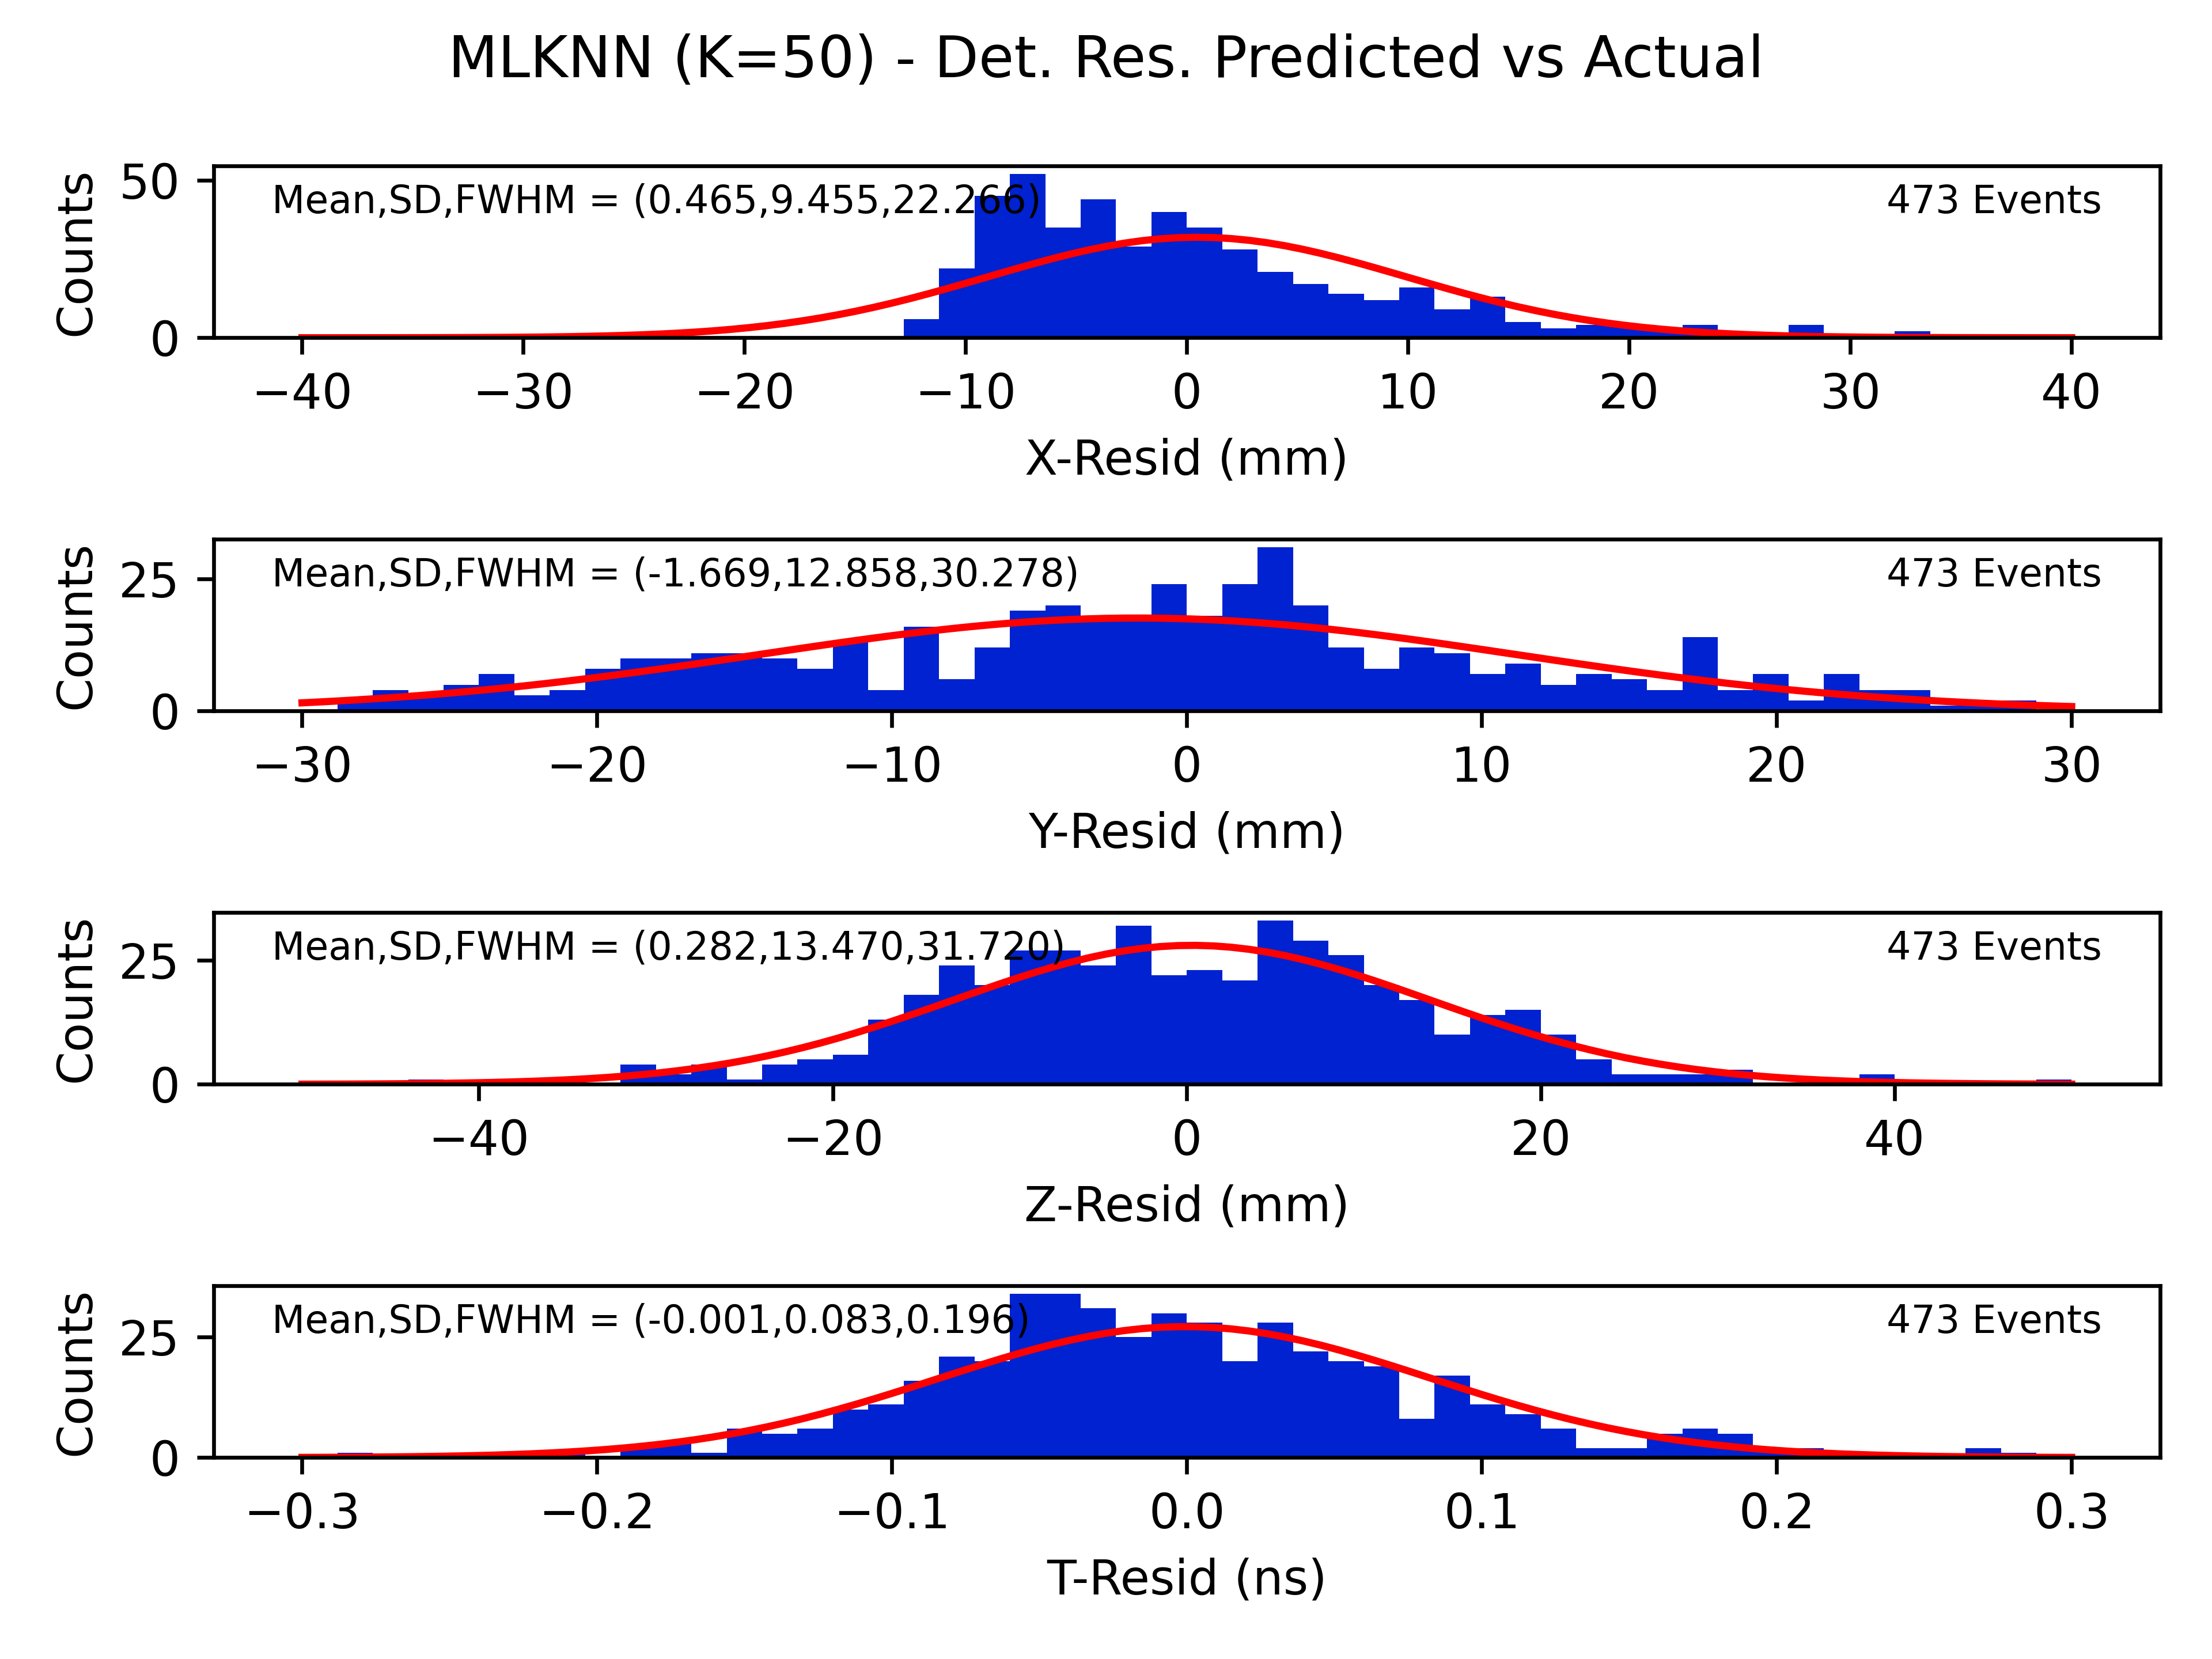 MLKNN (K=50) - Det. Res. Predicted vs Actual
50
0
Counts
Mean,SD,FWHM = (0.465,9.455,22.266)
473 Events
−40 −30 −20 −10 0 10 20 30 40
X-Resid (mm)
25
0
Counts
Mean,SD,FWHM = (-1.669,12.858,30.278)
473 Events
−30 −20 −10 0 10 20 30
Y-Resid (mm)
25
0
Counts
Mean,SD,FWHM = (0.282,13.470,31.720)
473 Events
−40 −20 0 20 40
Z-Resid (mm)
25
0
Counts
Mean,SD,FWHM = (-0.001,0.083,0.196)
473 Events
−0.3 −0.2 −0.1 0.0 0.1 0.2 0.3
T-Resid (ns)